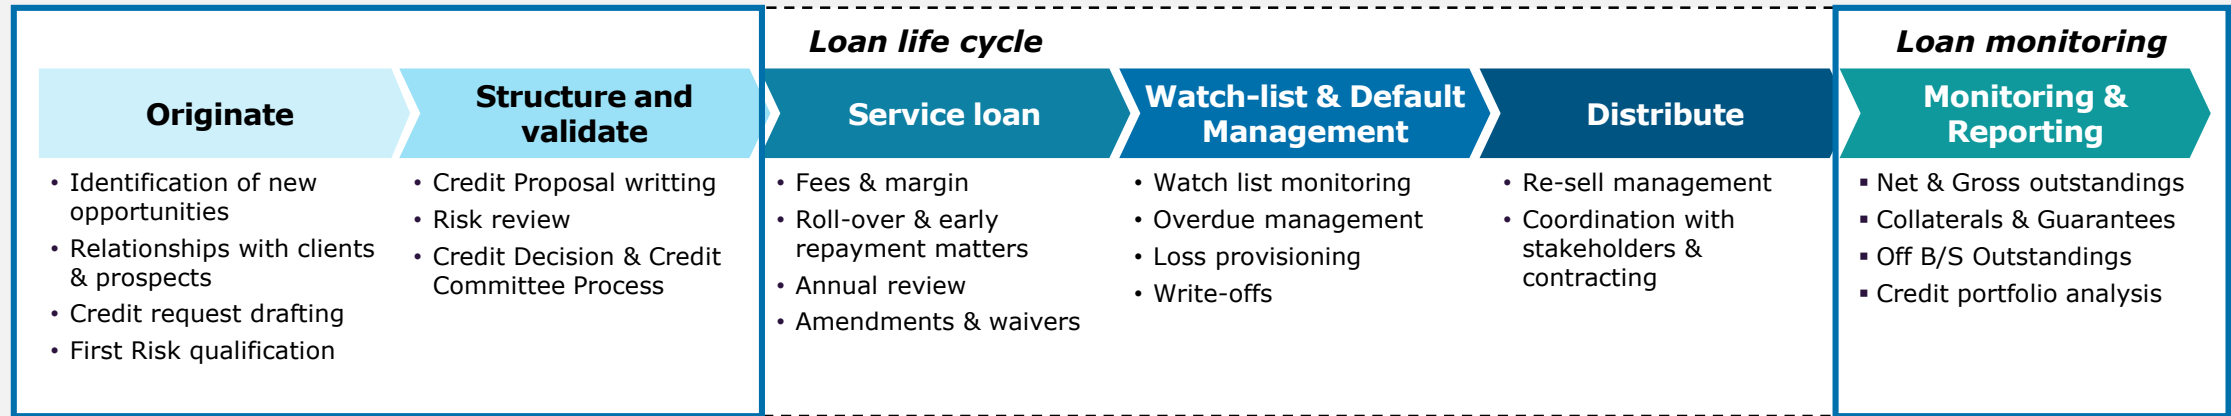 Loan life cycle
Loan monitoring
Originate
• Identification of new
opportunities
• Relationships with clients
& prospects
• Credit request drafting
• First Risk qualification
Structure and
validate
• Credit Proposal writting
• Risk review
• Credit Decision & Credit
Committee Process
Service loan
• Fees & margin
• Roll-over & early
repayment matters
• Annual review
• Amendments & waivers
Watch-list & Default
Management
• Watch list monitoring
• Overdue management
• Loss provisioning
• Write-offs
Distribute
• Re-sell management
• Coordination with
stakeholders &
contracting
Monitoring &
Reporting
▪ Net & Gross outstandings
▪ Collaterals & Guarantees
▪ Off B/S Outstandings
▪ Credit portfolio analysis